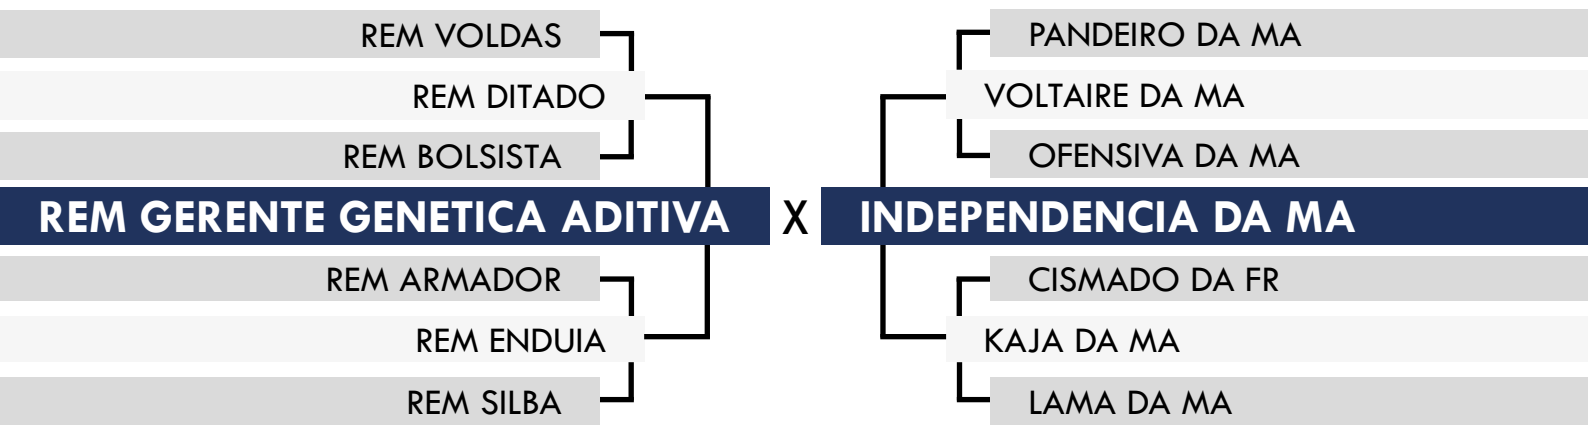 REM VOLDAS
REM DITADO
REM BOLSISTA
REM GERENTE GENETICA ADITIVA
REM ARMADOR
REM ENDUIA
REM SILBA
X
PANDEIRO DA MA
VOLTAIRE DA MA
OFENSIVA DA MA
INDEPENDENCIA DA MA
CISMADO DA FR
KAJA DA MA
LAMA DA MA